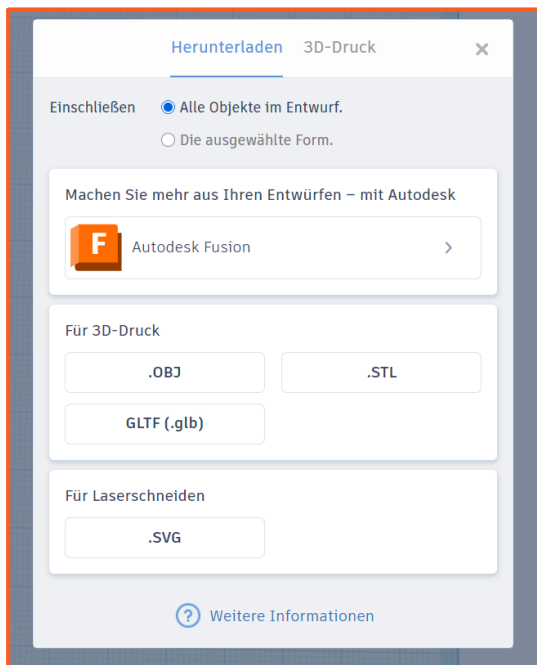 Herunterladen 3D-Druck ×
Einschließen Alle Objekte im Entwurf.
Die ausgewählte Form.
Machen Sie mehr aus Ihren Entwürfen – mit Autodesk
F Autodesk Fusion
Für 3D-Druck
.OBJ .STL
GLTF (.glb)
Für Laserschneiden
.SVG
? Weitere Informationen